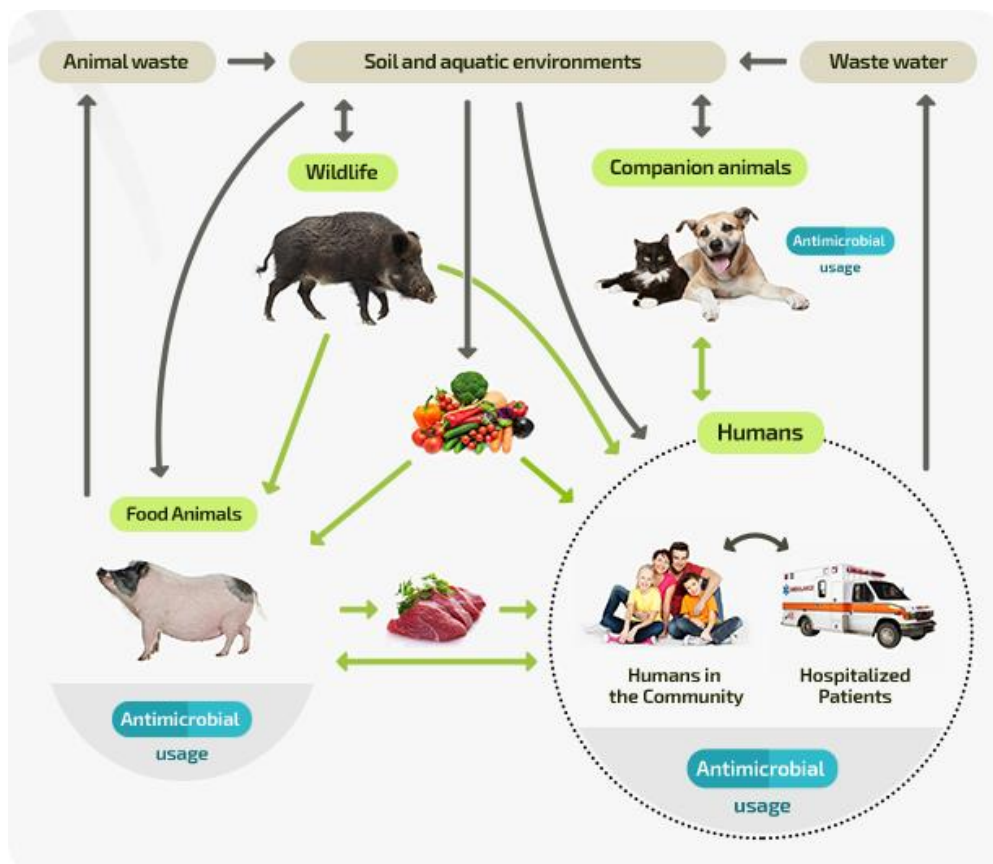 Animal waste
Soil and aquatic environments
Waste water
Wildlife
Companion animals
Antimicrobial
usage
Humans
Food Animals
Humans in
the Community
Hospitalized
Patients
Antimicrobial
usage
Antimicrobial
usage